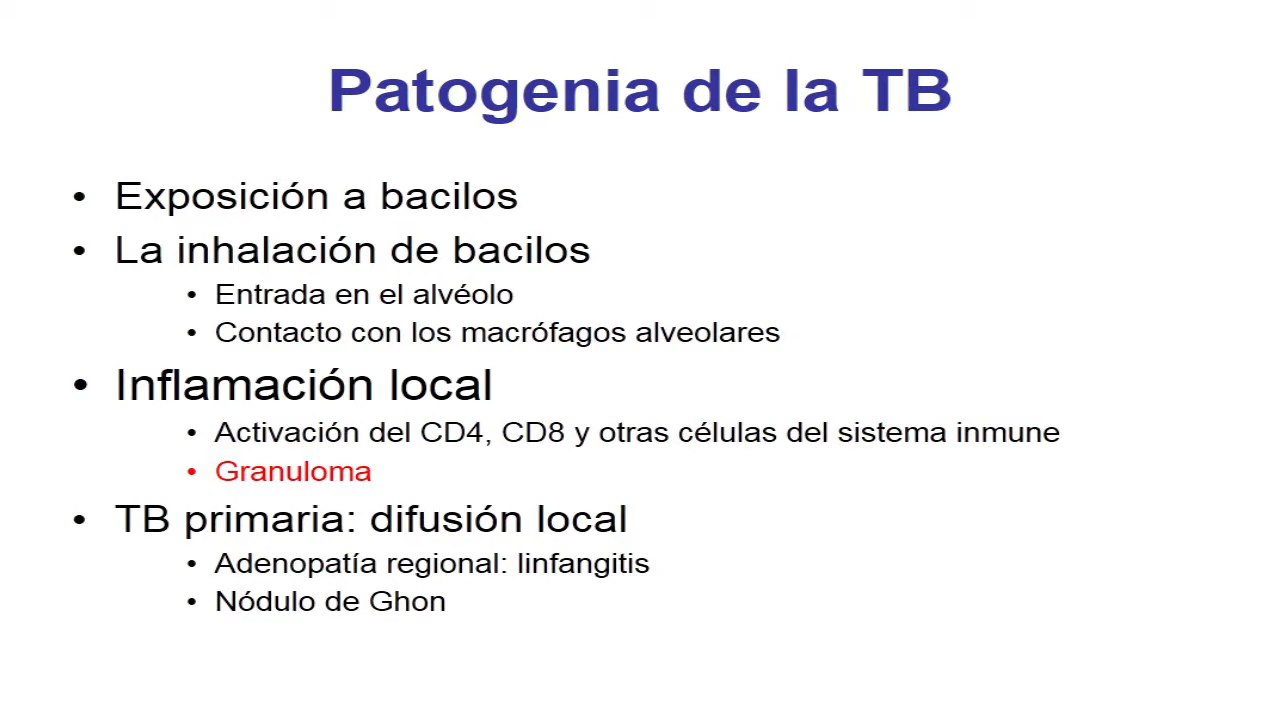 Patogenia de la TB
• Exposición a bacilos
• La inhalación de bacilos
• Entrada en el alvéolo
• Contacto con los macrófagos alveolares
• Inflamación local
• Activación del CD4, CD8 y otras células del sistema inmune
• Granuloma
• TB primaria: difusión local
• Adenopatía regional: linfangitis
• Nódulo de Ghon